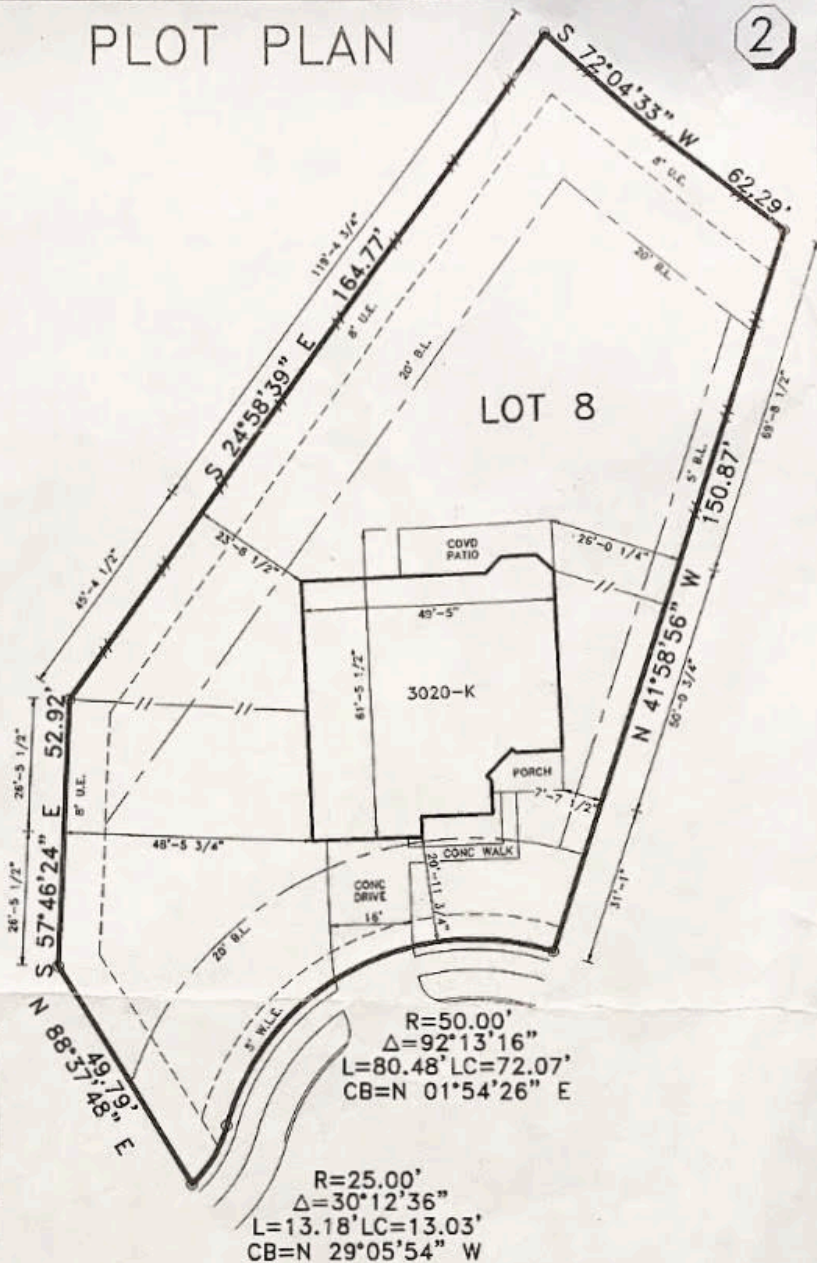 PLOT PLAN
2
S 72°04'33" W 62.29'
8' U.E.
20' B.L.
119'-4 3/4"
S 24°58'39" E 164.77'
8' U.E.
20' B.L.
LOT 8
5' B.L.
69'-8 1/2"
N 41°58'56" W 150.87'
COVD
PATIO
26'-0 1/4"
23'-6 1/2"
45'-4 1/2"
49'-5"
61'-5 1/2"
3020-K
50'-0 3/4"
PORCH
7'-7 1/2"
S 57°46'24" E 52.92'
26'-5 1/2"
8' U.E.
26'-5 1/2"
48'-5 3/4"
CONC WALK
20'-11 3/4"
CONC
DRIVE
16'
31'-1"
20' B.L.
5' W.L.E.
N 88°37'48" E
49.79'
R=50.00'
Δ=92°13'16"
L=80.48' LC=72.07'
CB=N 01°54'26" E
R=25.00'
Δ=30°12'36"
L=13.18' LC=13.03'
CB=N 29°05'54" W